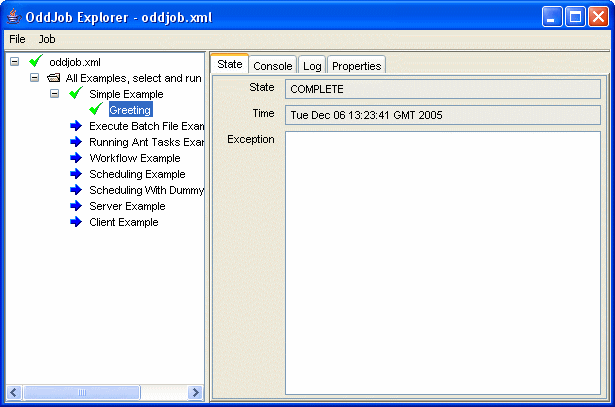 OddJob Explorer - oddjob.xml
File Job
oddjob.xml
All Examples, select and run
Simple Example
Greeting
Execute Batch File Exam
Running Ant Tasks Exam
Workflow Example
Scheduling Example
Scheduling With Dummy
Server Example
Client Example
State Console Log Properties
State COMPLETE
Time Tue Dec 06 13:23:41 GMT 2005
Exception